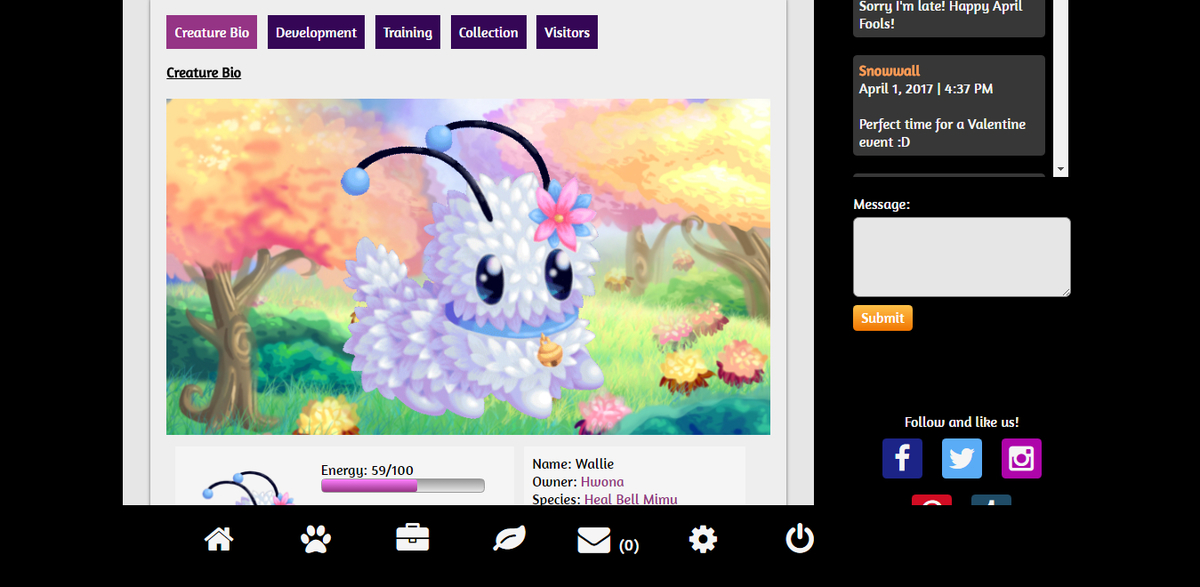 Creature Bio
Development
Training
Collection
Visitors
Creature Bio
Energy: 59/100
Name: Wallie
Owner: Hwona
Species: Heal Bell Mimu
(0)
Sorry I'm late! Happy April
Fools!
Snowwall
April 1, 2017 | 4:37 PM
Perfect time for a Valentine
event :D
Message:
Submit
Follow and like us!